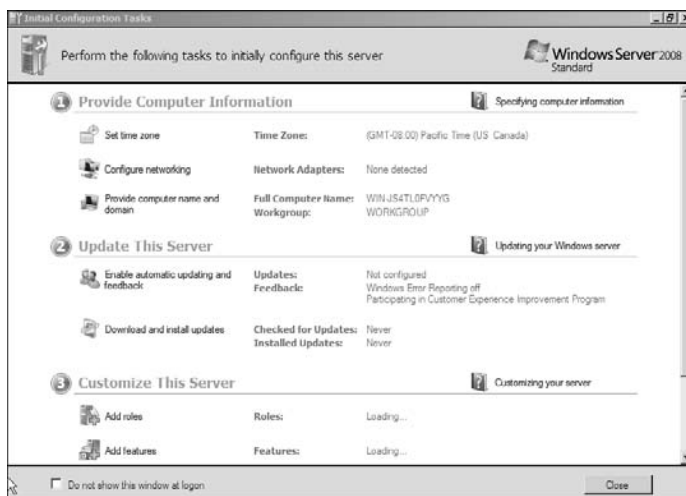 Initial Configuration Tasks
Perform the following tasks to initially configure this server
Windows Server 2008
Standard
1 Provide Computer Information
Specifying computer information
Set time zone
Time Zone:
(GMT-08:00) Pacific Time (US Canada)
Configure networking
Network Adapters:
None detected
Provide computer name and
domain
Full Computer Name:
WIN-JS4TL0FVYYG
Workgroup:
WORKGROUP
2 Update This Server
Updating your Windows server
Enable automatic updating and
feedback
Updates:
Not configured
Feedback:
Windows Error Reporting off
Participating in Customer Experience Improvement Program
Download and install updates
Checked for Updates:
Never
Installed Updates:
Never
3 Customize This Server
Customizing your server
Add roles
Roles:
Loading...
Add features
Features:
Loading...
Do not show this window at logon
Close